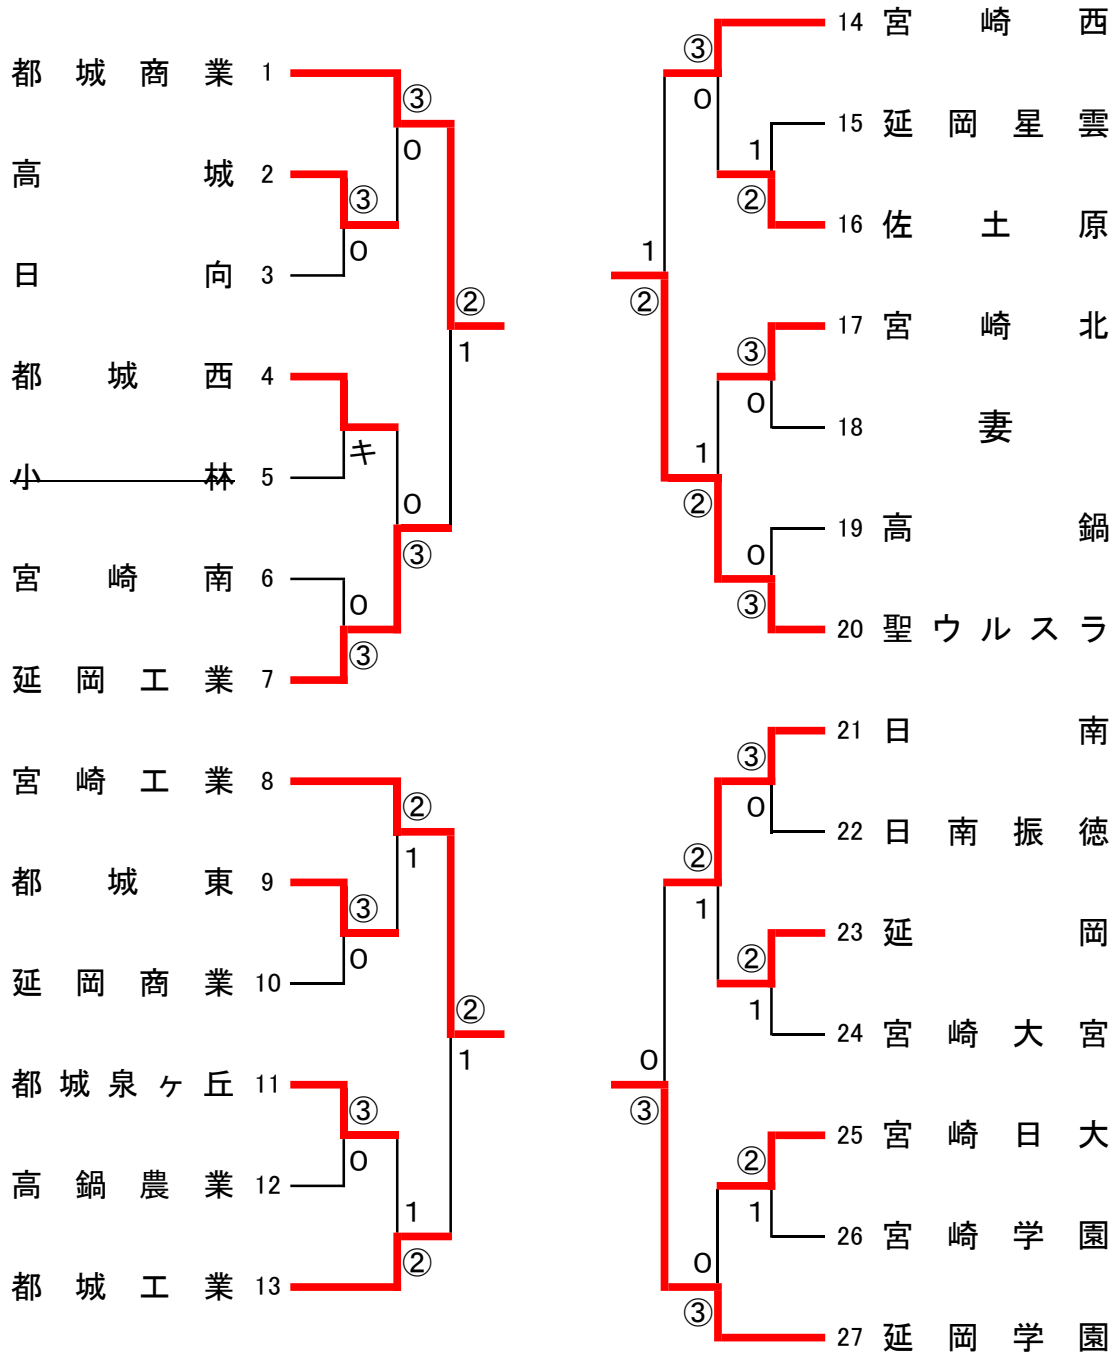 都城商業 1
③
0
高城 2
③
0
日向 3
②
1
都城西 4
キ
小林 5
0
③
宮崎南 6
0
③
延岡工業 7
宮崎工業 8
②
1
都城東 9
③
0
延岡商業 10
②
1
都城泉ヶ丘 11
③
0
高鍋農業 12
1
②
都城工業 13
14 宮崎西
③
0
15 延岡星雲
1
②
16 佐土原
1
②
17 宮崎北
③
0
18 妻
1
②
19 高鍋
0
③
20 聖ウルスラ
21 日南
③
0
22 日南振徳
②
1
23 延岡
②
1
24 宮崎大宮
0
③
25 宮崎日大
②
1
26 宮崎学園
0
③
27 延岡学園